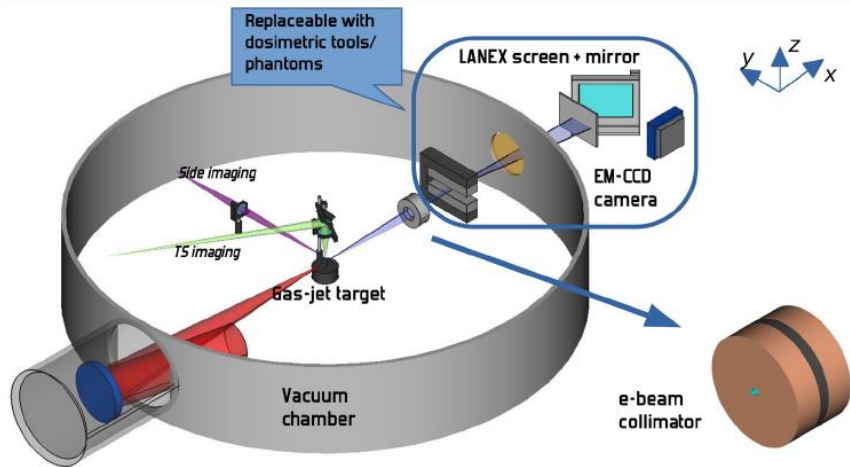 Replaceable with
dosimetric tools/
phantoms
LANEX screen + mirror
z
y
x
Side imaging
EM-CCD
camera
TS imaging
Gas-jet target
Vacuum
chamber
e-beam
collimator